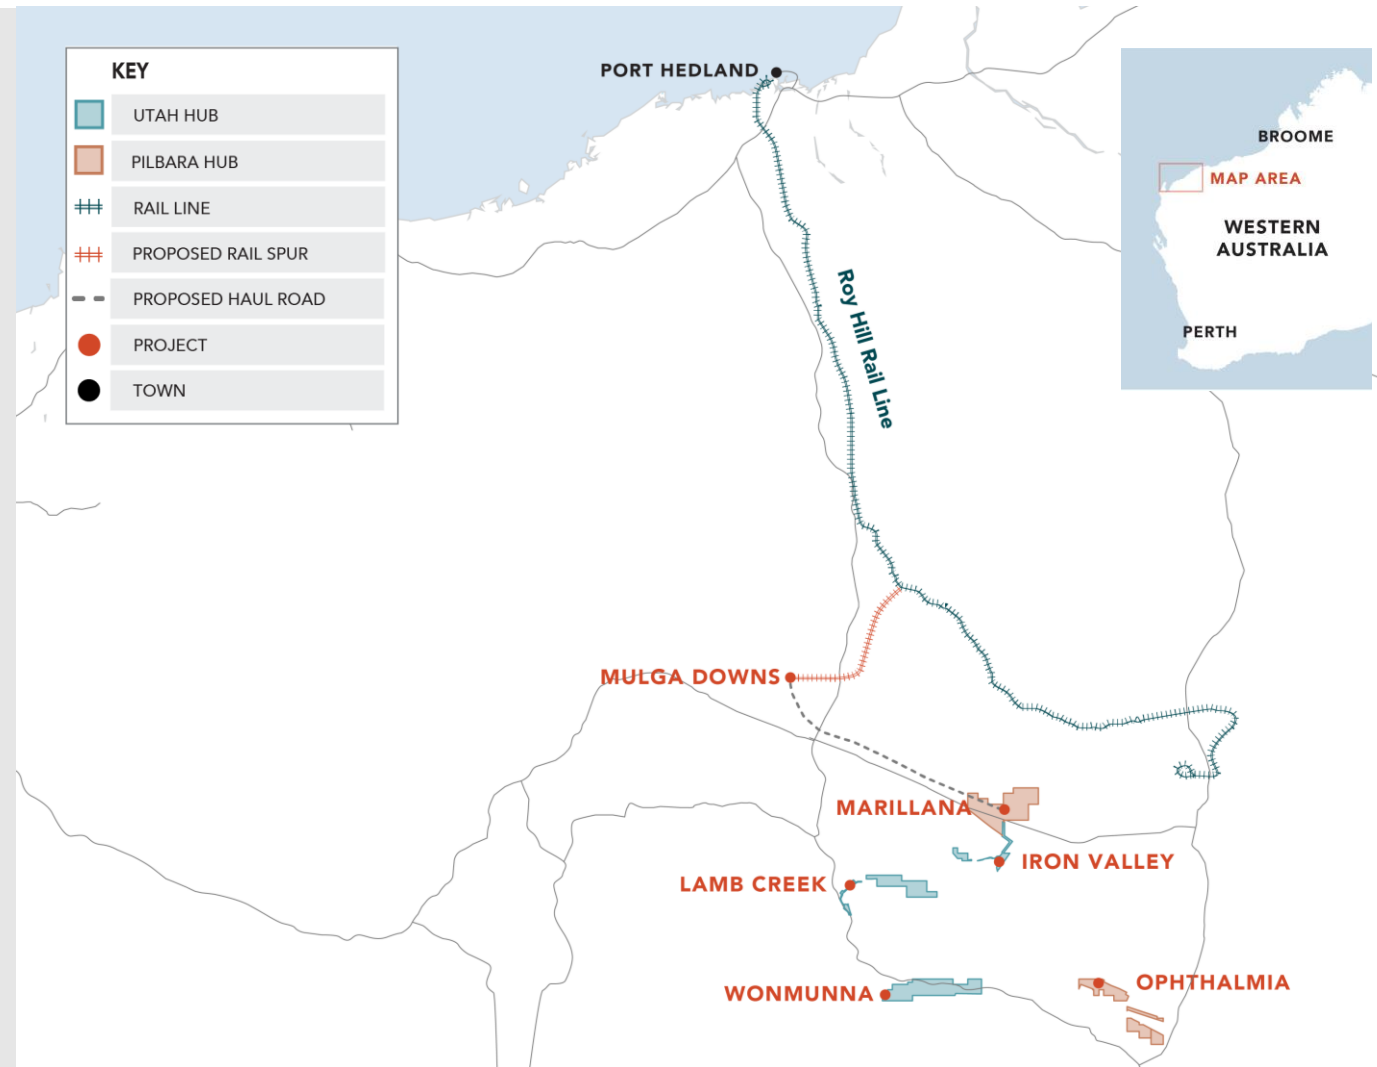 KEY
UTAH HUB
PILBARA HUB
RAIL LINE
PROPOSED RAIL SPUR
PROPOSED HAUL ROAD
PROJECT
TOWN
PORT HEDLAND
BROOME
MAP AREA
WESTERN
AUSTRALIA
PERTH
Roy Hill Rail Line
MULGA DOWNS
MARILLANA
IRON VALLEY
LAMB CREEK
WONMUNNA
OPHTHALMIA